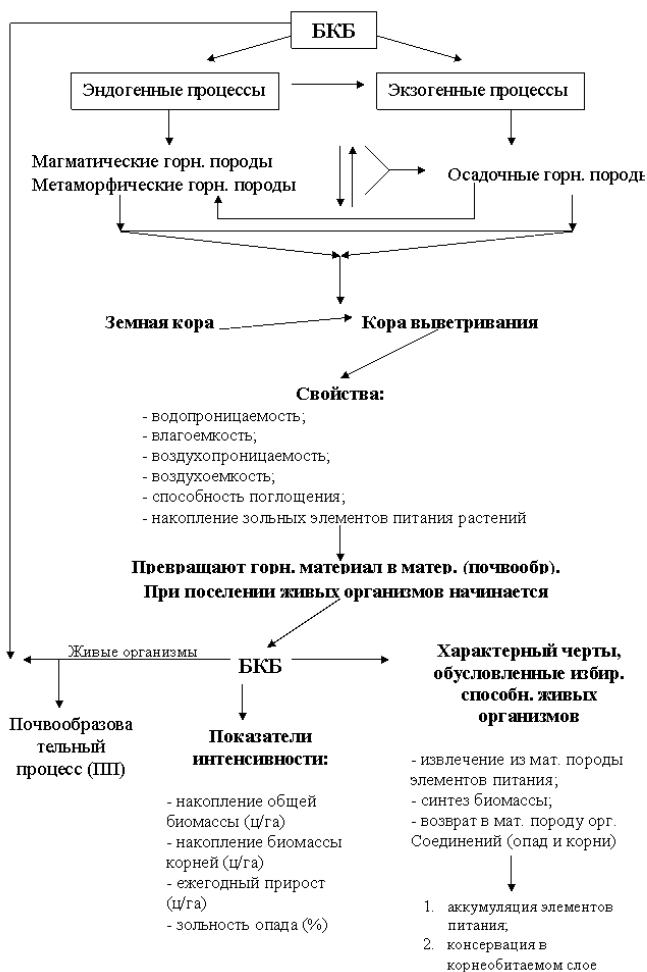 БКБ
Эндогенные процессы
Экзогенные процессы
Магматические горн. породы
Метаморфические горн. породы
Осадочные горн. породы
Земная кора
Кора выветривания
Свойства:
- водопроницаемость;
- влагоемкость;
- воздухопроницаемость;
- воздухоемкость;
- способность поглощения;
- накопление зольных элементов питания растений
Превращают горн. материал в матер. (почвообр).
При поселении живых организмов начинается
Живые организмы
БКБ
Почвообразова
тельный
процесс (ПП)
Показатели
интенсивности:
- накопление общей
биомассы (ц/га)
- накопление биомассы
корней (ц/га)
- ежегодный прирост
(ц/га)
- зольность опада (%)
Характерный черты,
обусловленные избир.
способн. живых
организмов
- извлечение из мат. породы
элементов питания;
- синтез биомассы;
- возврат в мат. породу орг.
Соединений (опад и корни)
1. аккумуляция элементов
питания;
2. консервация в
корнеобитаемом слое